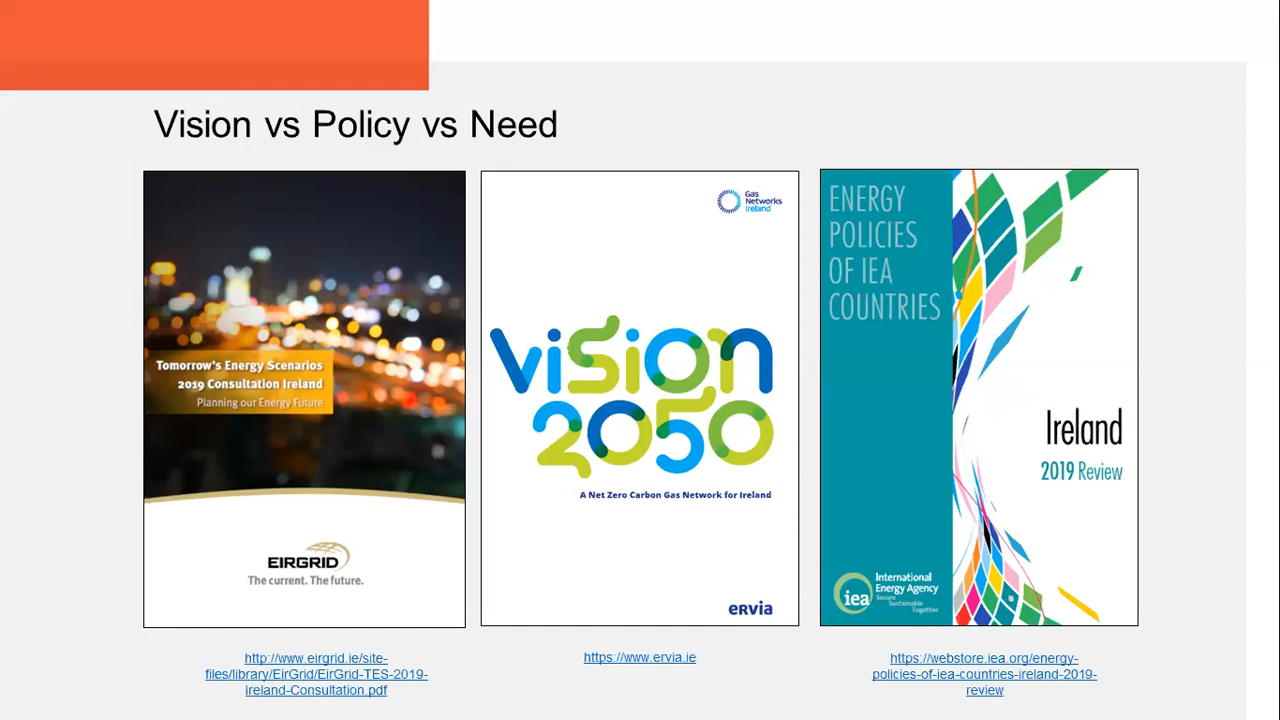 Vision vs Policy vs Need
Tomorrow's Energy Scenarios
2019 Consultation Ireland
Planning our Energy Future
EIRGRID
The current. The future.
http://www.eirgrid.ie/site-
files/library/EirGrid/EirGrid-TES-2019-
Ireland-Consultation.pdf
Gas
Networks
Ireland
vision
2050
A Net Zero Carbon Gas Network for Ireland
ervia
https://www.ervia.ie
ENERGY
POLICIES
OF IEA
COUNTRIES
Ireland
2019 Review
iea
International
Energy Agency
Secure
Sustainable
Together
https://webstore.iea.org/energy-
policies-of-iea-countries-ireland-2019-
review